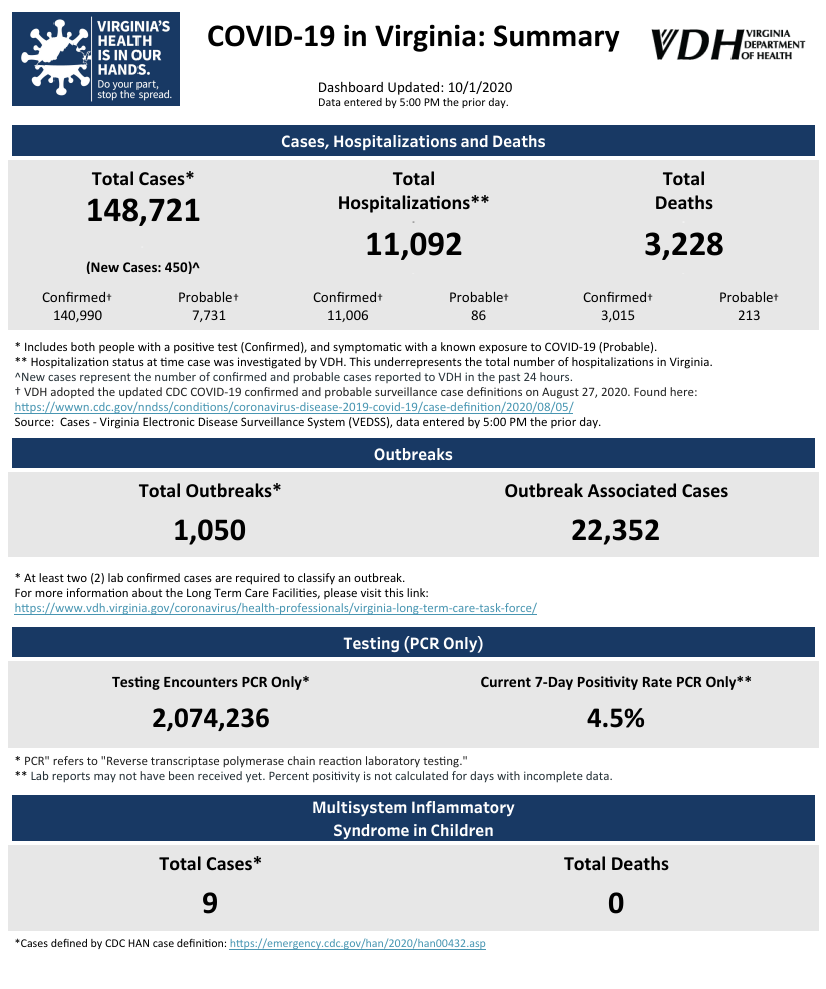 VIRGINIA'S
HEALTH
IS IN OUR
HANDS.
Do your part,
stop the spread.
COVID-19 in Virginia: Summary
VDH VIRGINIA
DEPARTMENT
OF HEALTH
Dashboard Updated: 10/1/2020
Data entered by 5:00 PM the prior day.
Cases, Hospitalizations and Deaths
Total Cases*
148,721
(New Cases: 450)^
Total
Hospitalizations**
11,092
Total
Deaths
3,228
Confirmed† Probable† Confirmed† Probable† Confirmed† Probable†
140,990 7,731 11,006 86 3,015 213
* Includes both people with a positive test (Confirmed), and symptomatic with a known exposure to COVID-19 (Probable).
** Hospitalization status at time case was investigated by VDH. This underrepresents the total number of hospitalizations in Virginia.
^New cases represent the number of confirmed and probable cases reported to VDH in the past 24 hours.
† VDH adopted the updated CDC COVID-19 confirmed and probable surveillance case definitions on August 27, 2020. Found here:
https://wwwn.cdc.gov/nndss/conditions/coronavirus-disease-2019-covid-19/case-definition/2020/08/05/
Source: Cases - Virginia Electronic Disease Surveillance System (VEDSS), data entered by 5:00 PM the prior day.
Outbreaks
Total Outbreaks* Outbreak Associated Cases
1,050 22,352
* At least two (2) lab confirmed cases are required to classify an outbreak.
For more information about the Long Term Care Facilities, please visit this link:
https://www.vdh.virginia.gov/coronavirus/health-professionals/virginia-long-term-care-task-force/
Testing (PCR Only)
Testing Encounters PCR Only* Current 7-Day Positivity Rate PCR Only**
2,074,236 4.5%
* PCR" refers to "Reverse transcriptase polymerase chain reaction laboratory testing."
** Lab reports may not have been received yet. Percent positivity is not calculated for days with incomplete data.
Multisystem Inflammatory
Syndrome in Children
Total Cases* Total Deaths
9 0
*Cases defined by CDC HAN case definition: https://emergency.cdc.gov/han/2020/han00432.asp